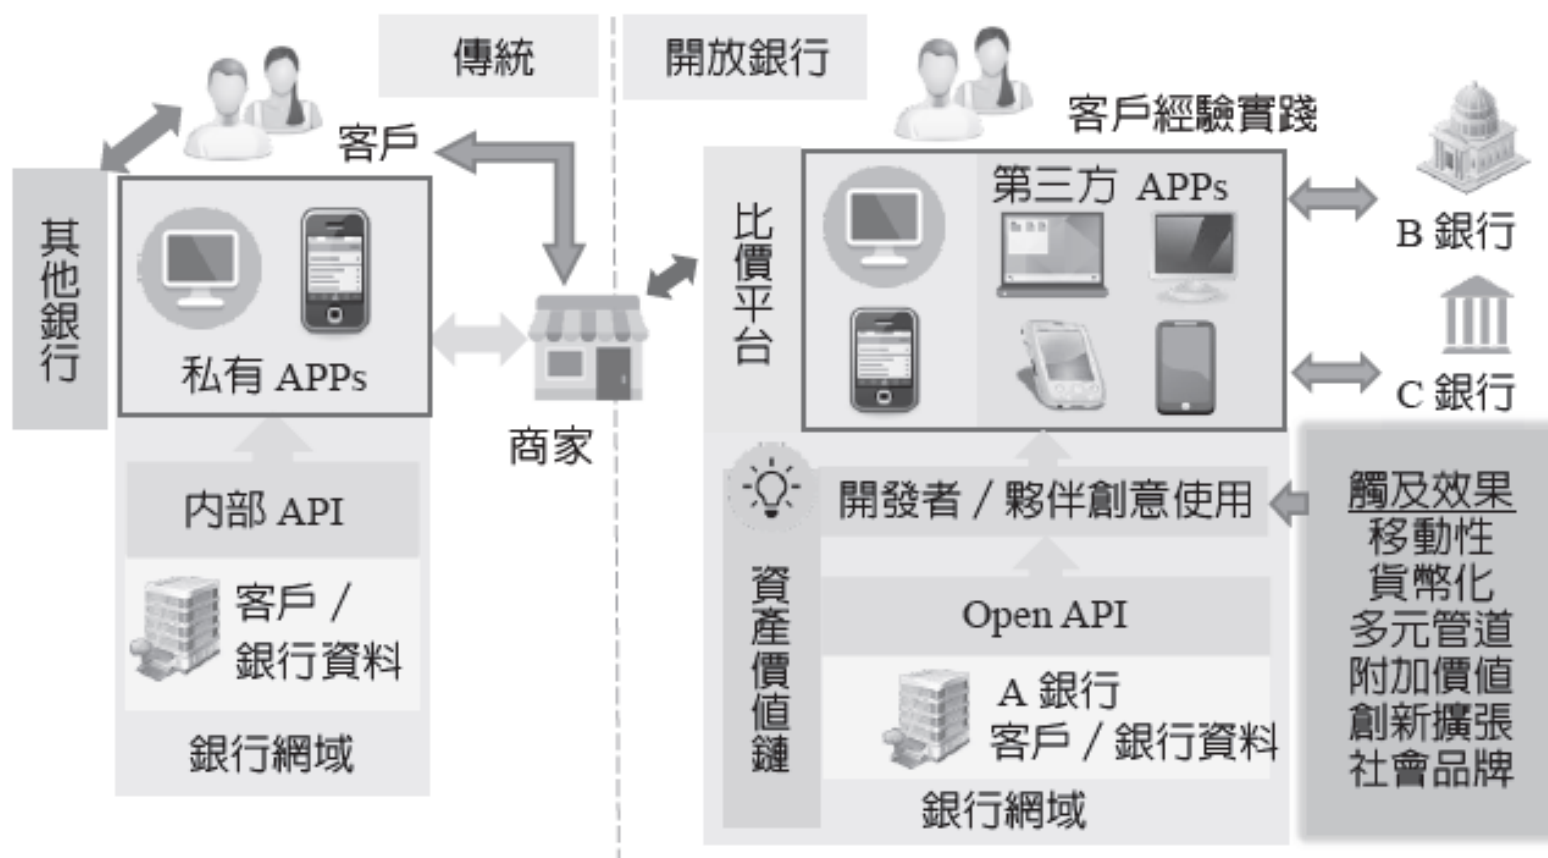 傳統
客戶
其他銀行
私有 APPs
商家
內部 API
客戶 /
銀行資料
銀行網域
開放銀行
客戶經驗實踐
比價平台
第三方 APPs
B 銀行
C 銀行
開發者 / 夥伴創意使用
資產價值鏈
Open API
A 銀行
客戶 / 銀行資料
銀行網域
觸及效果
移動性
貨幣化
多元管道
附加價值
創新擴張
社會品牌